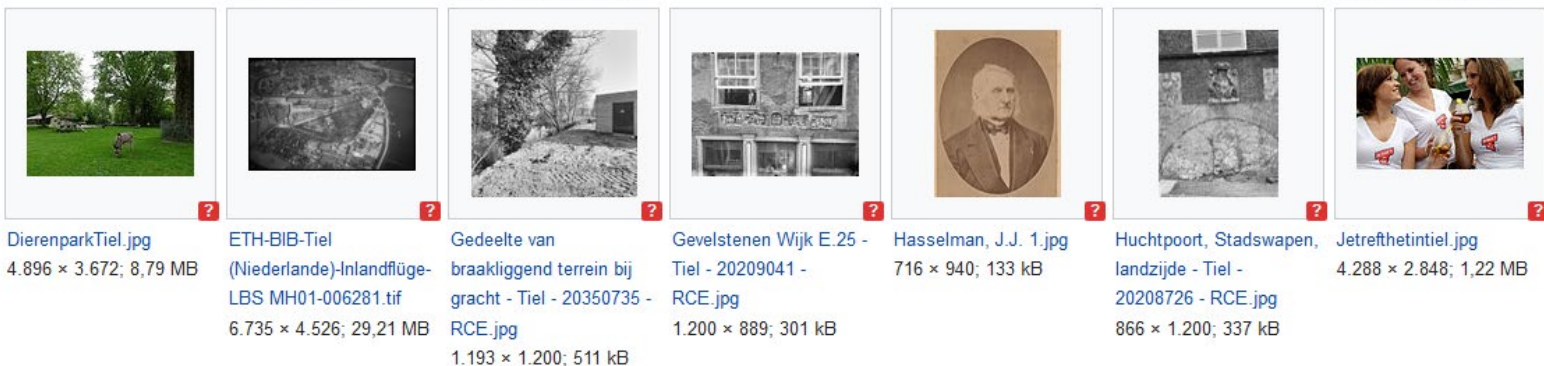 ?
?
?
?
?
?
?
DierenparkTiel.jpg
4.896 × 3.672; 8,79 MB
ETH-BIB-Tiel
(Niederlande)-Inlandflüge-
LBS MH01-006281.tif
6.735 × 4.526; 29,21 MB
Gedeelte van
braakliggend terrein bij
gracht - Tiel - 20350735 -
RCE.jpg
1.193 × 1.200; 511 kB
Gevelstenen Wijk E.25 -
Tiel - 20209041 -
RCE.jpg
1.200 × 889; 301 kB
Hasselman, J.J. 1.jpg
716 × 940; 133 kB
Huchtpoort, Stadswapen,
landzijde - Tiel -
20208726 - RCE.jpg
866 × 1.200; 337 kB
Jetrefthetintiel.jpg
4.288 × 2.848; 1,22 MB